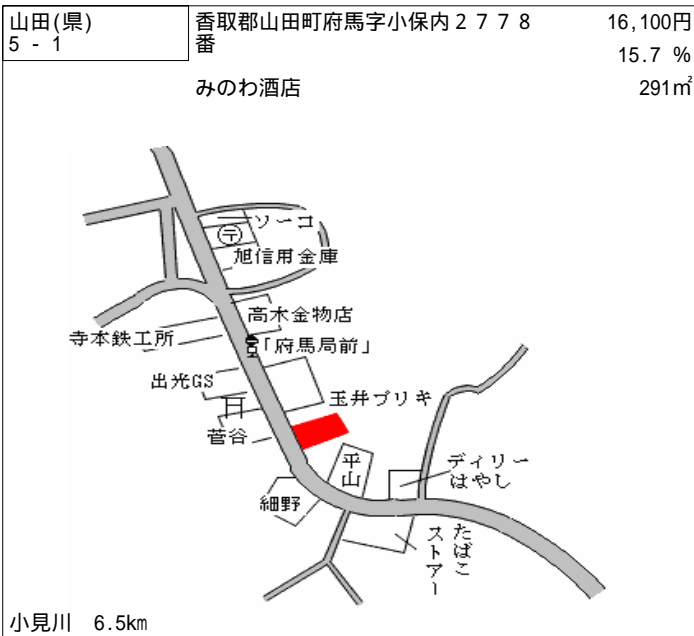 山田(県)
5 - 1
香取郡山田町府馬字小保内２７７８
番
みのわ酒店
16,100円
15.7 %
291㎡
ソーコ
〒
旭信用金庫
高木金物店
寺本鉄工所
「府馬局前」
出光GS
玉井ブリキ
菅谷
平山
細野
ディリー
はやし
たばこ
ストアー
小見川 6.5km